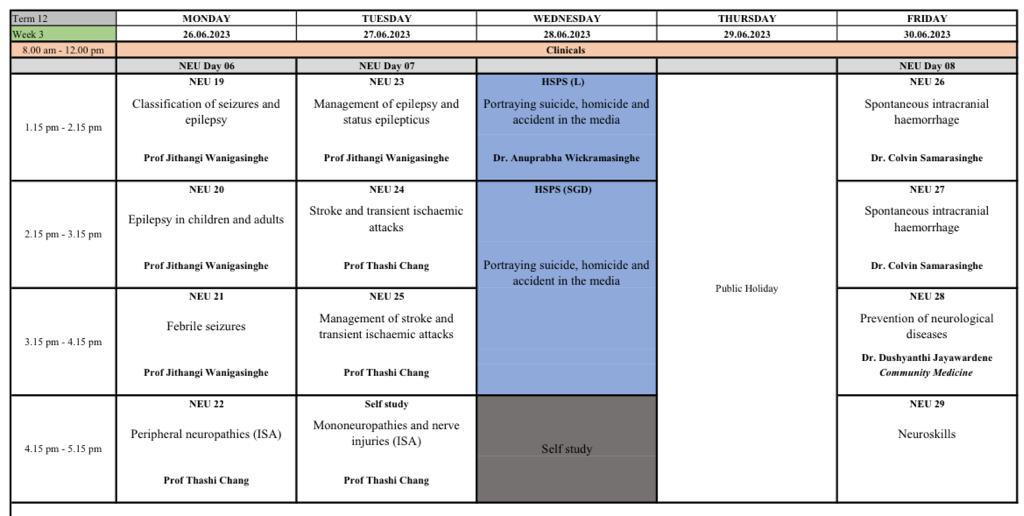 Term 12 MONDAY TUESDAY WEDNESDAY THURSDAY FRIDAY
Week 3 26.06.2023 27.06.2023 28.06.2023 29.06.2023 30.06.2023
8.00 am - 12.00 pm Clinicals
NEU Day 06 NEU Day 07 NEU Day 08
1.15 pm - 2.15 pm
NEU 19
Classification of seizures and
epilepsy
Prof Jithangi Wanigasinghe
NEU 23
Management of epilepsy and
status epilepticus
Prof Jithangi Wanigasinghe
HSPS (L)
Portraying suicide, homicide and
accident in the media
Dr. Anuprabha Wickramasinghe
Public Holiday
NEU 26
Spontaneous intracranial
haemorrhage
Dr. Colvin Samarasinghe
2.15 pm - 3.15 pm
NEU 20
Epilepsy in children and adults
Prof Jithangi Wanigasinghe
NEU 24
Stroke and transient ischaemic
attacks
Prof Thashi Chang
HSPS (SGD)
Portraying suicide, homicide and
accident in the media
NEU 27
Spontaneous intracranial
haemorrhage
Dr. Colvin Samarasinghe
3.15 pm - 4.15 pm
NEU 21
Febrile seizures
Prof Jithangi Wanigasinghe
NEU 25
Management of stroke and
transient ischaemic attacks
Prof Thashi Chang
NEU 28
Prevention of neurological
diseases
Dr. Dushyanthi Jayawardene
Community Medicine
4.15 pm - 5.15 pm
NEU 22
Peripheral neuropathies (ISA)
Prof Thashi Chang
Self study
Mononeuropathies and nerve
injuries (ISA)
Prof Thashi Chang
Self study
NEU 29
Neuroskills